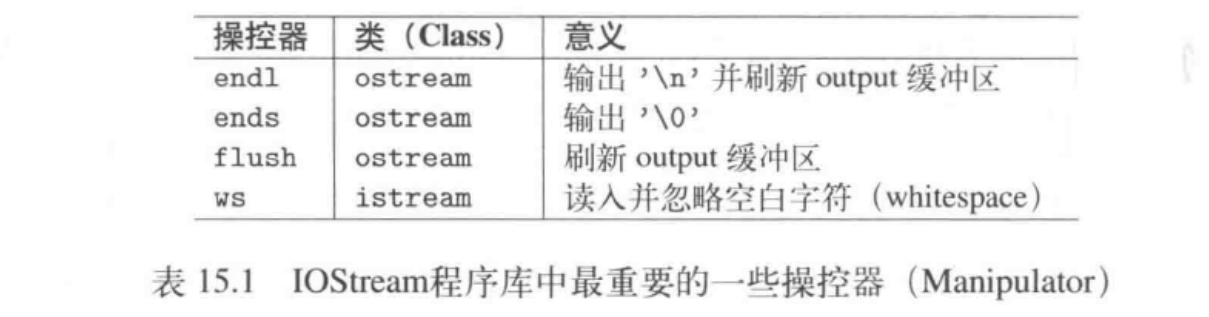 操控器 类（Class） 意义
endl ostream 输出 '\n' 并刷新 output 缓冲区
ends ostream 输出 '\0'
flush ostream 刷新 output 缓冲区
ws istream 读入并忽略空白字符（whitespace）
表 15.1 IOStream程序库中最重要的一些操控器（Manipulator）